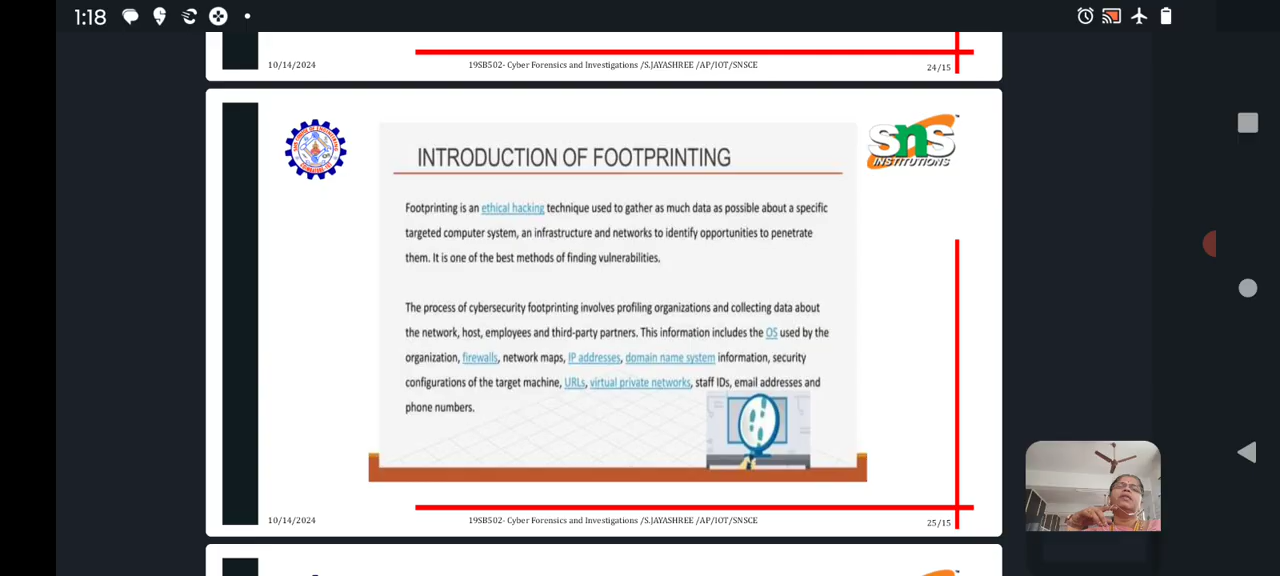 1:18
10/14/2024 19SB502- Cyber Forensics and Investigations /S.JAYASHREE /AP/IOT/SNSCE 24/15
SNS
INSTITUTIONS
INTRODUCTION OF FOOTPRINTING
Footprinting is an ethical hacking technique used to gather as much data as possible about a specific
targeted computer system, an infrastructure and networks to identify opportunities to penetrate
them. It is one of the best methods of finding vulnerabilities.
The process of cybersecurity footprinting involves profiling organizations and collecting data about
the network, host, employees and third-party partners. This information includes the OS used by the
organization, firewalls, network maps, IP addresses, domain name system information, security
configurations of the target machine, URLs, virtual private networks, staff IDs, email addresses and
phone numbers.
10/14/2024 19SB502- Cyber Forensics and Investigations /S.JAYASHREE /AP/IOT/SNSCE 25/15